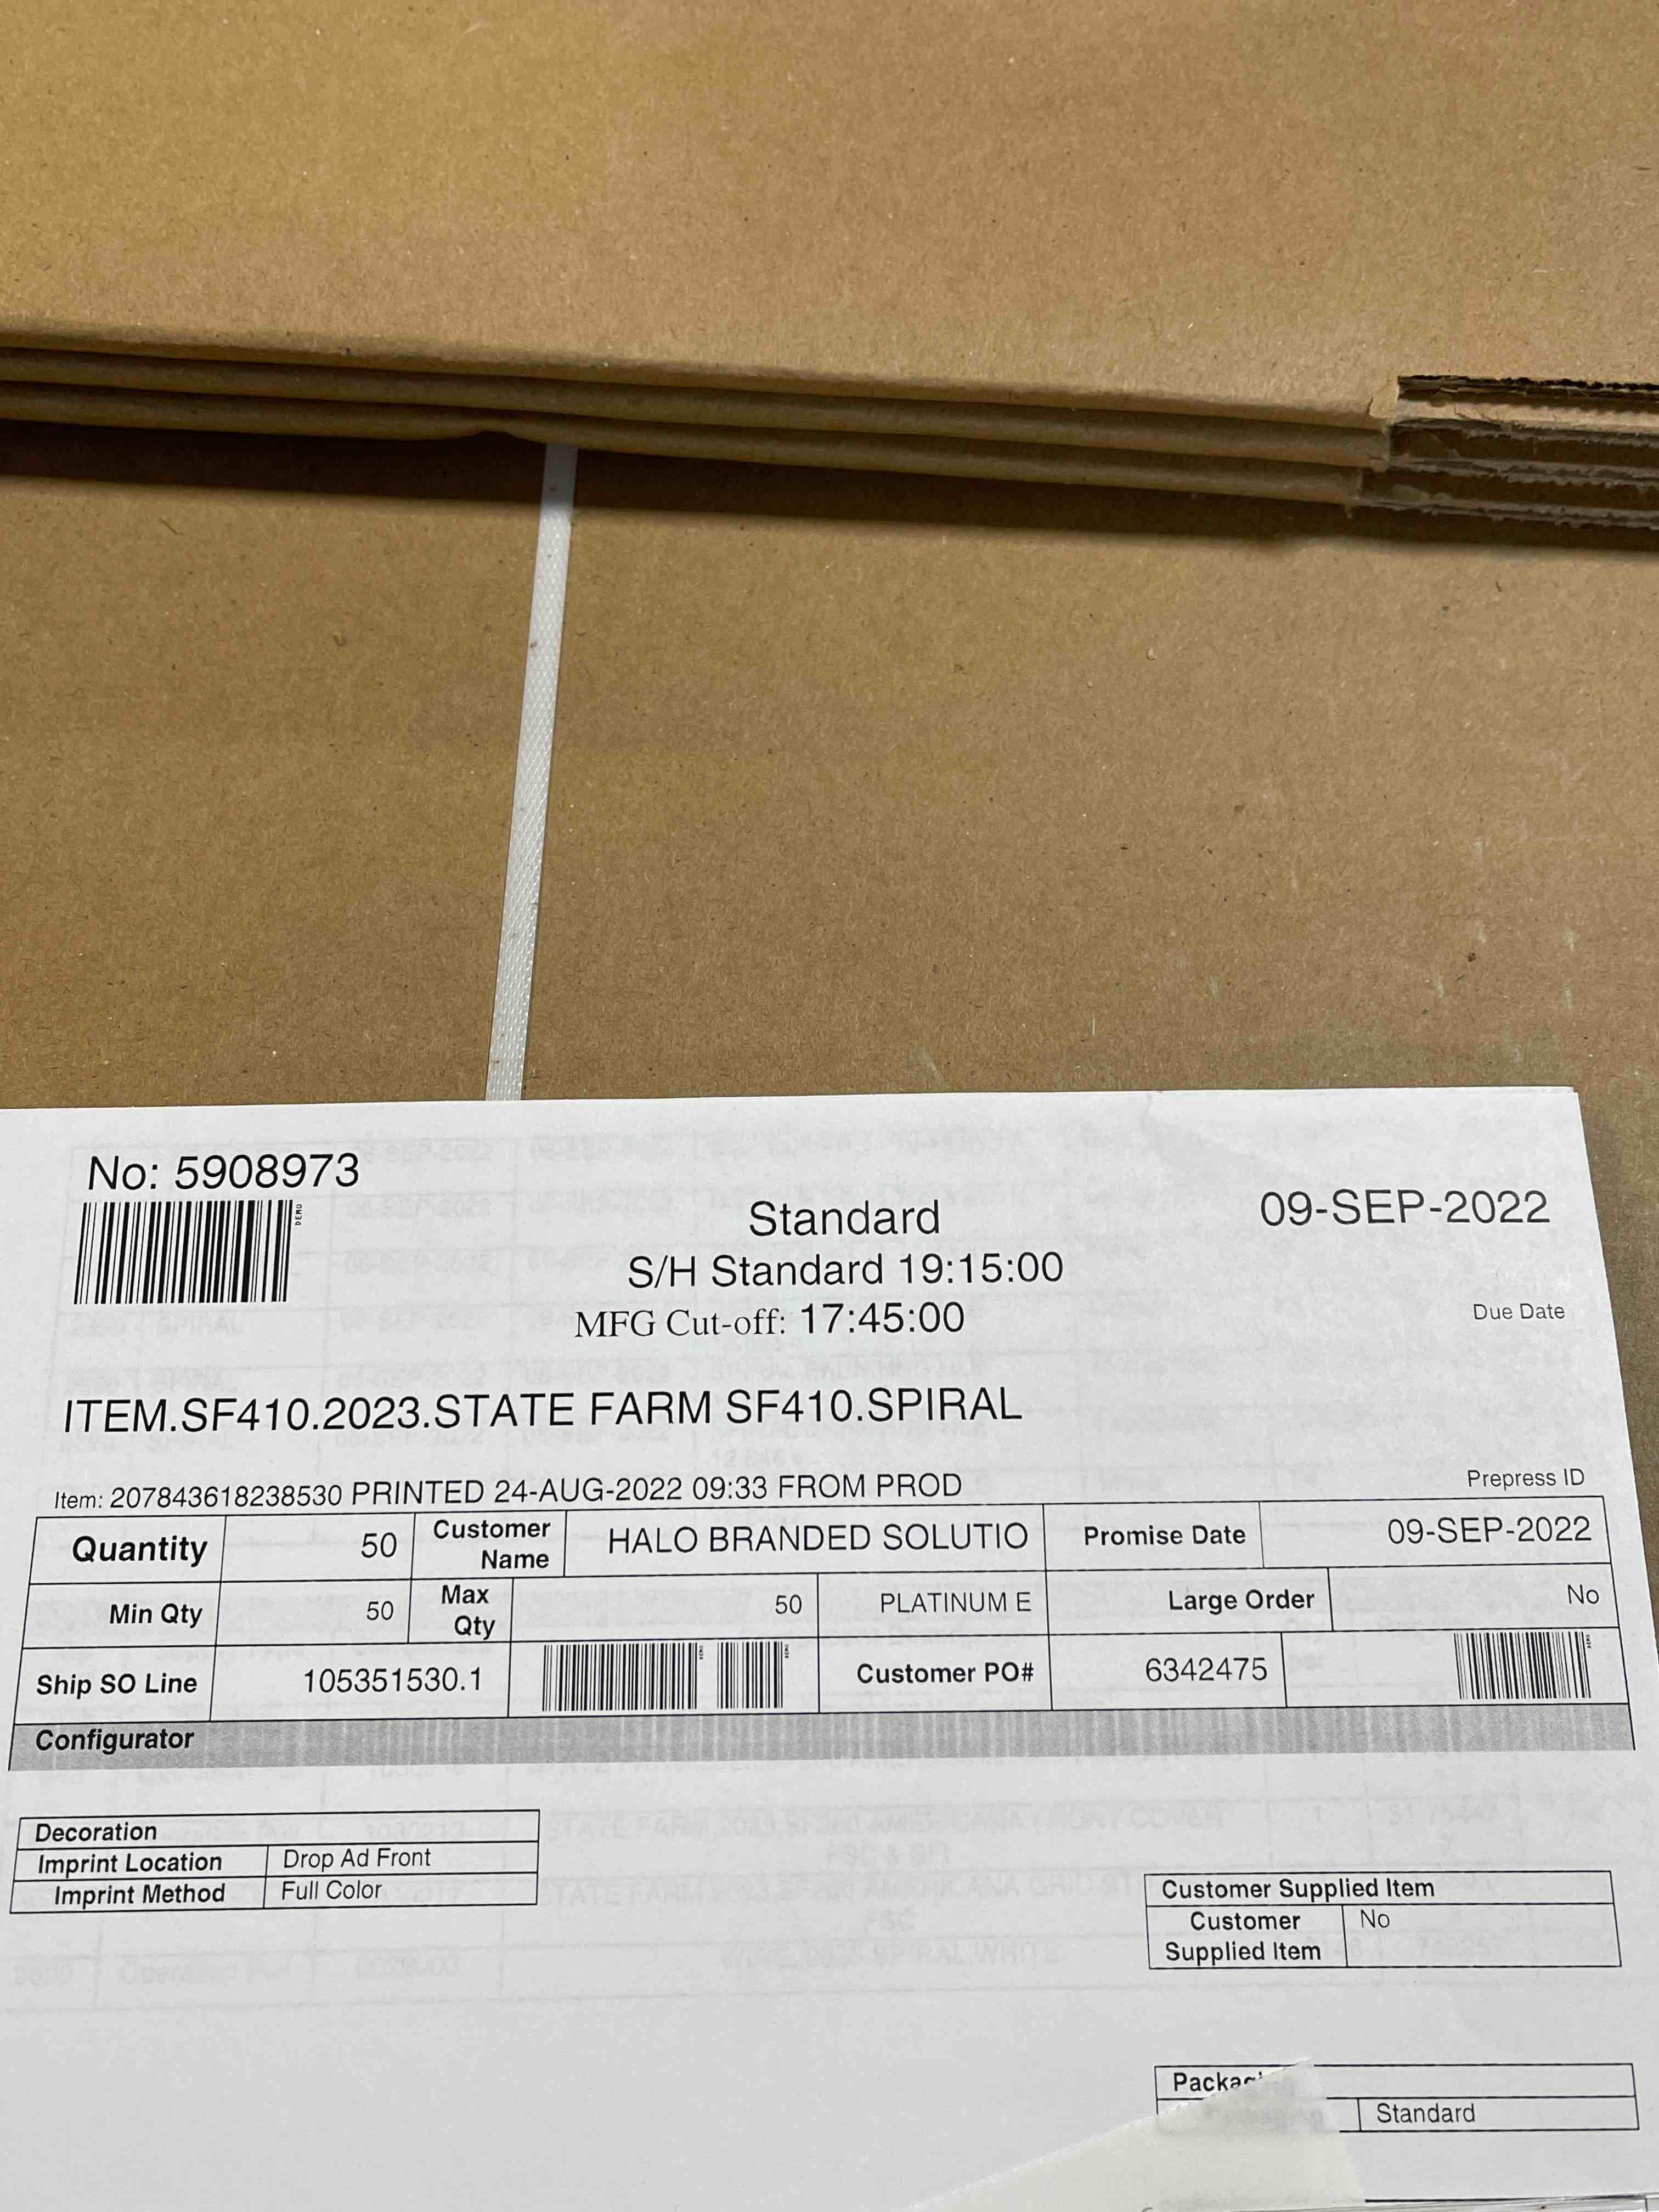 No: 5908973
DEMO
Standard
09-SEP-2022
S/H Standard 19:15:00
MFG Cut-off: 17:45:00
Due Date
ITEM.SF410.2023.STATE FARM SF410.SPIRAL
Item: 207843618238530 PRINTED 24-AUG-2022 09:33 FROM PROD
Prepress ID
Quantity 50 Customer Name HALO BRANDED SOLUTIO Promise Date 09-SEP-2022
Min Qty 50 Max Qty 50 PLATINUM E Large Order No
Ship SO Line 105351530.1 Customer PO# 6342475
Configurator
Decoration
Imprint Location Drop Ad Front
Imprint Method Full Color
Customer Supplied Item
Customer Supplied Item No
Standard